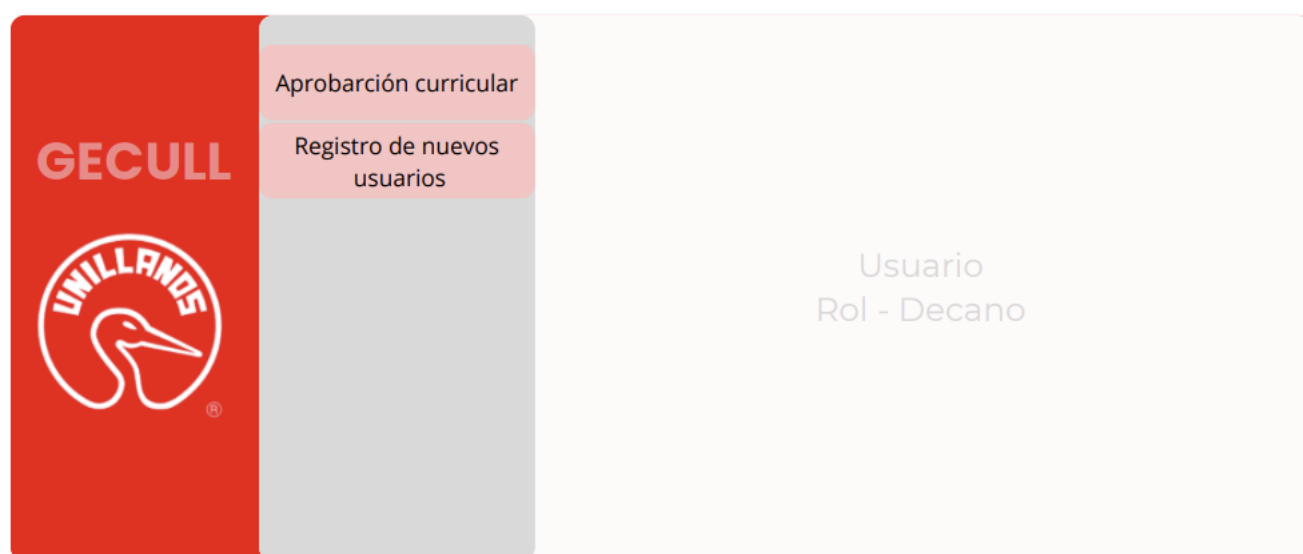 GECULL
UNILLANOS
®
Aprobarción curricular
Registro de nuevos
usuarios
Usuario
Rol - Decano